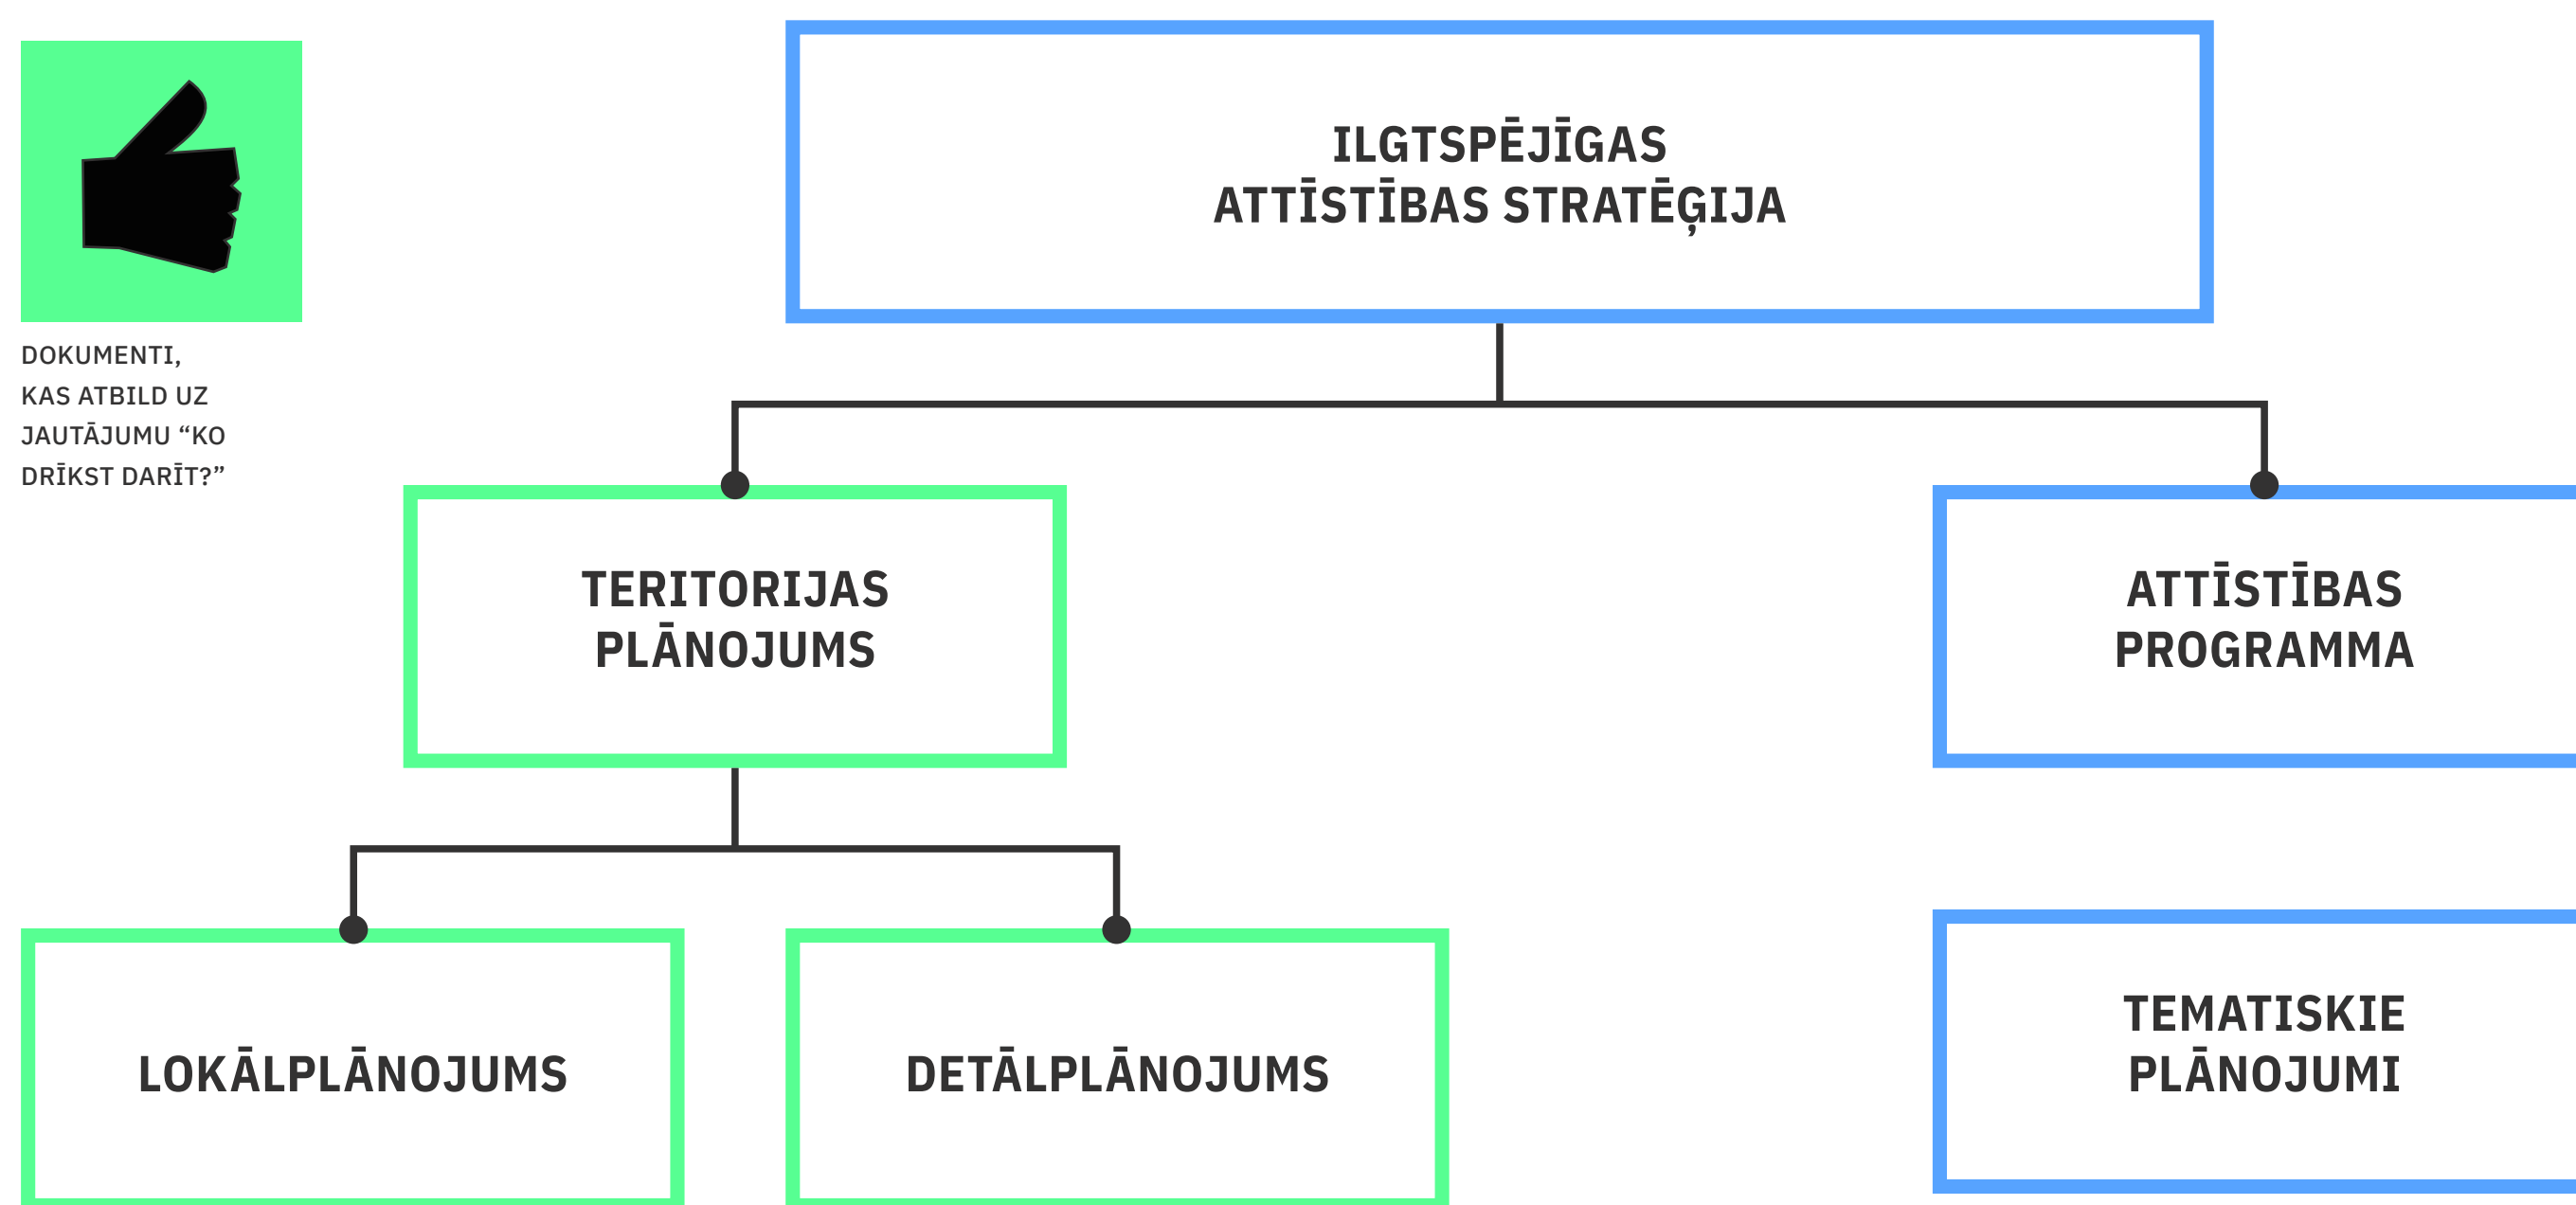 ILGTSPĒJĪGAS
ATTĪSTĪBAS STRATĒĢIJA
DOKUMENTI,
KAS ATBILD UZ
JAUTĀJUMU “KO
DRĪKST DARĪT?”
TERITORIJAS
PLĀNOJUMS
ATTĪSTĪBAS
PROGRAMMA
LOKĀLPLĀNOJUMS
DETĀLPLĀNOJUMS
TEMATISKIE
PLĀNOJUMI